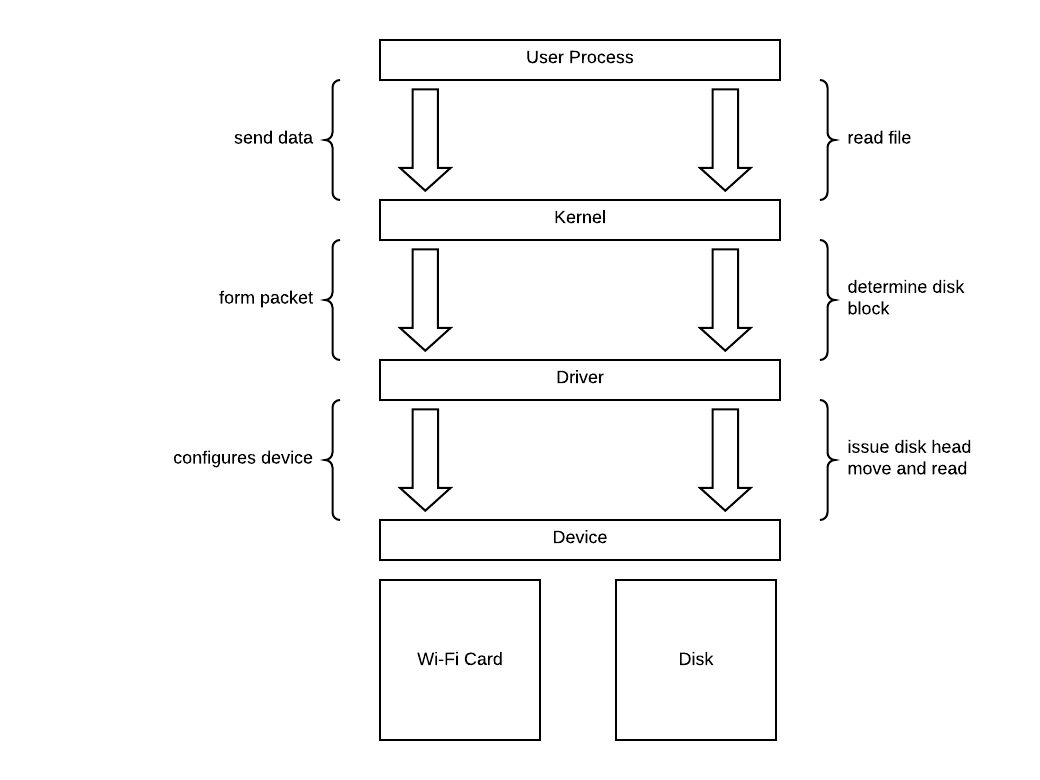 User Process
send data
read file
Kernel
form packet
determine disk
block
Driver
configures device
issue disk head
move and read
Device
Wi-Fi Card
Disk